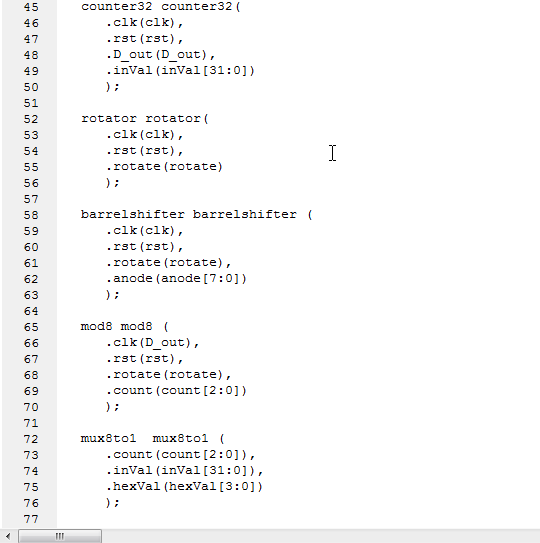 45 counter32 counter32(
46 .clk(clk),
47 .rst(rst),
48 .D_out(D_out),
49 .inVal(inVal[31:0])
50 );
51
52 rotator rotator(
53 .clk(clk),
54 .rst(rst),
55 .rotate(rotate)
56 );
57
58 barrelshifter barrelshifter (
59 .clk(clk),
60 .rst(rst),
61 .rotate(rotate),
62 .anode(anode[7:0])
63 );
64
65 mod8 mod8 (
66 .clk(D_out),
67 .rst(rst),
68 .rotate(rotate),
69 .count(count[2:0])
70 );
71
72 mux8to1  mux8to1 (
73 .count(count[2:0]),
74 .inVal(inVal[31:0]),
75 .hexVal(hexVal[3:0])
76 );
77